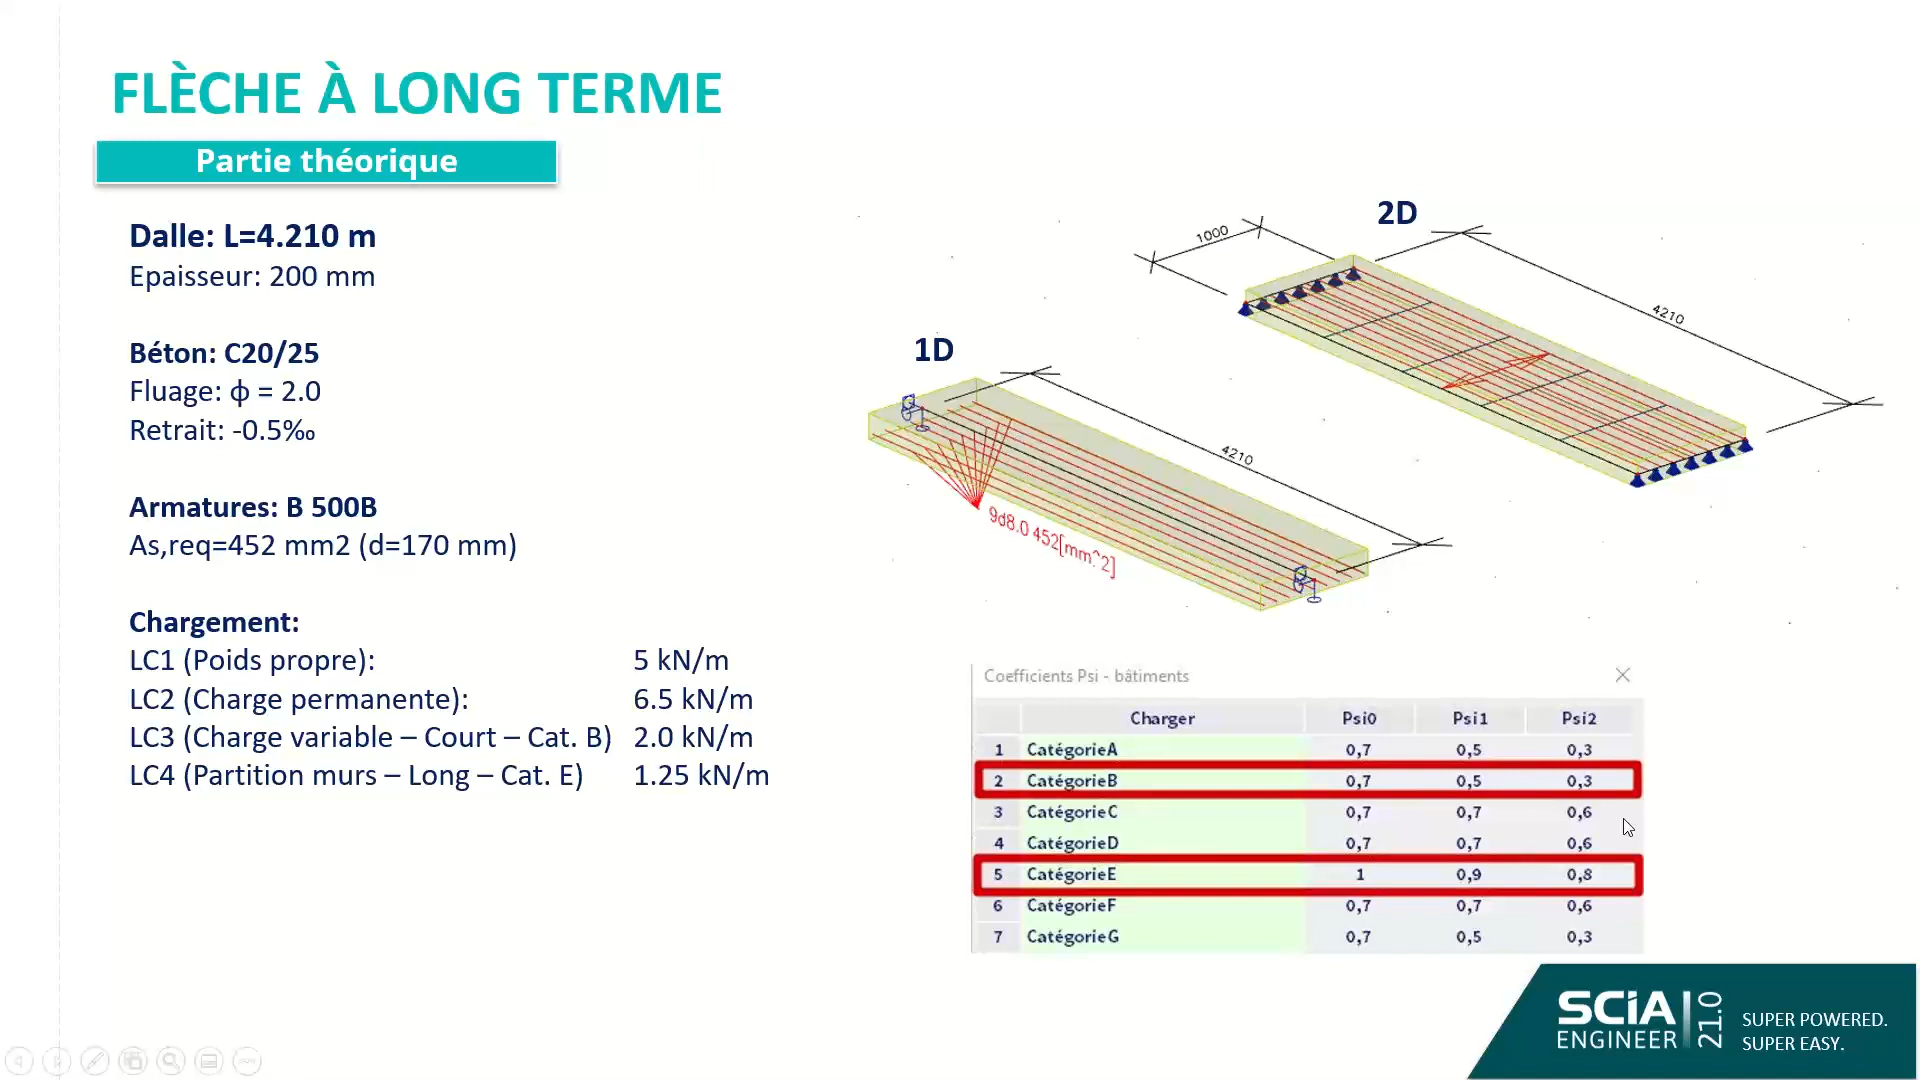 FLÈCHE À LONG TERME
Partie théorique
Dalle: L=4.210 m
Epaisseur: 200 mm
Béton: C20/25
Fluage: ϕ = 2.0
Retrait: -0.5‰
Armatures: B 500B
As,req=452 mm2 (d=170 mm)
Chargement:
LC1 (Poids propre): 5 kN/m
LC2 (Charge permanente): 6.5 kN/m
LC3 (Charge variable – Court – Cat. B) 2.0 kN/m
LC4 (Partition murs – Long – Cat. E) 1.25 kN/m
2D
1000
4210
1D
4210
9d8.0 452[mm^2]
Coefficients Psi - bâtiments
Charger Psi0 Psi1 Psi2
1 CatégorieA 0,7 0,5 0,3
2 CatégorieB 0,7 0,5 0,3
3 CatégorieC 0,7 0,7 0,6
4 CatégorieD 0,7 0,7 0,6
5 CatégorieE 1 0,9 0,8
6 CatégorieF 0,7 0,7 0,6
7 CatégorieG 0,7 0,5 0,3
SCIA
ENGINEER
21.0
SUPER POWERED.
SUPER EASY.